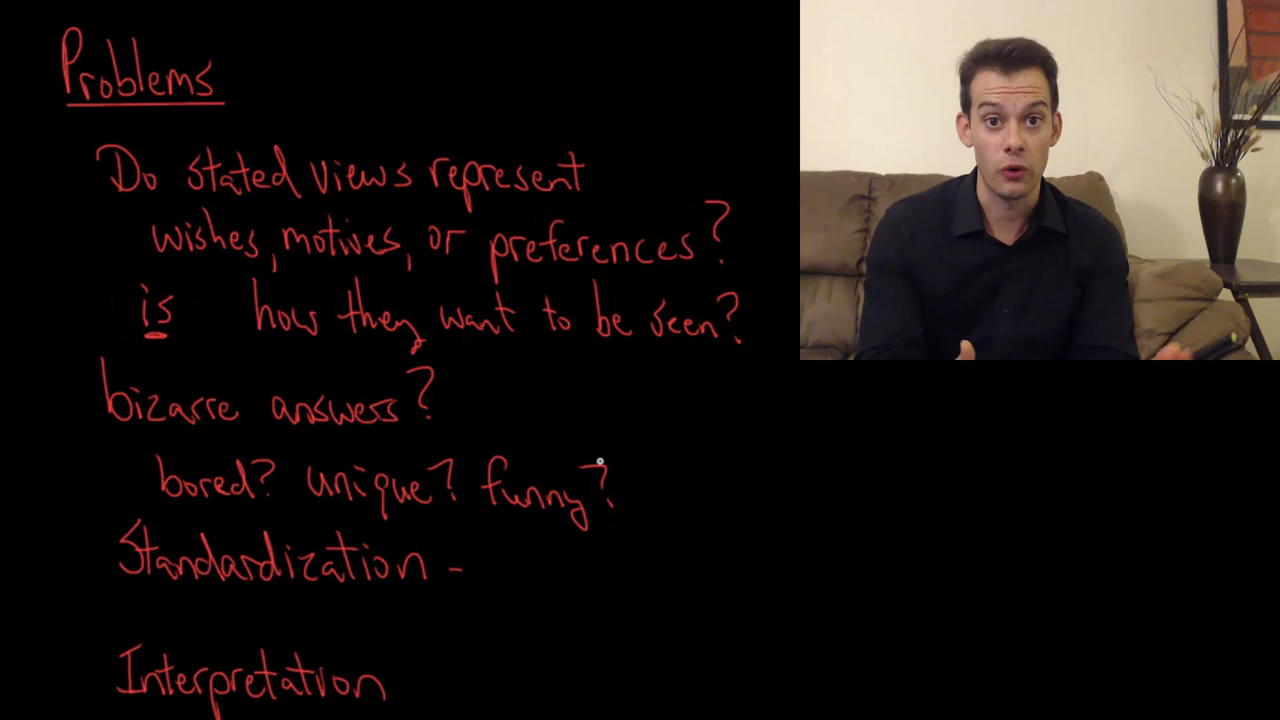 Problems
Do stated views represent
wishes, motives, or preferences?
is how they want to be seen?
bizarre answers?
bored? unique? funny?
Standardization -
Interpretation